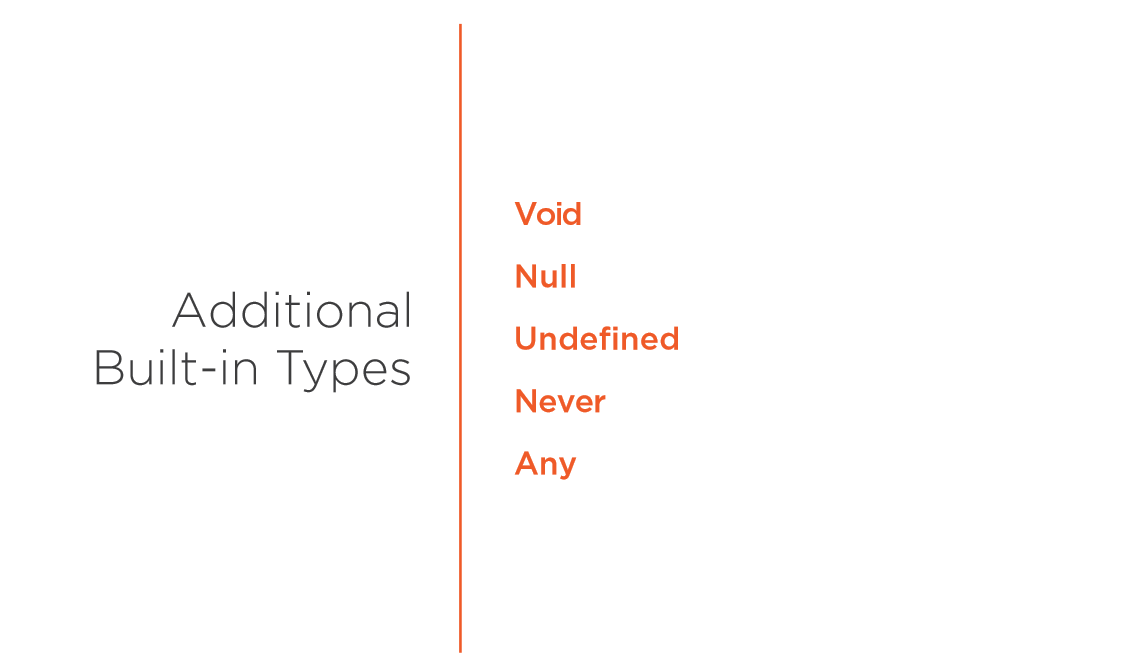 Additional
Built-in Types
Void
Null
Undefined
Never
Any